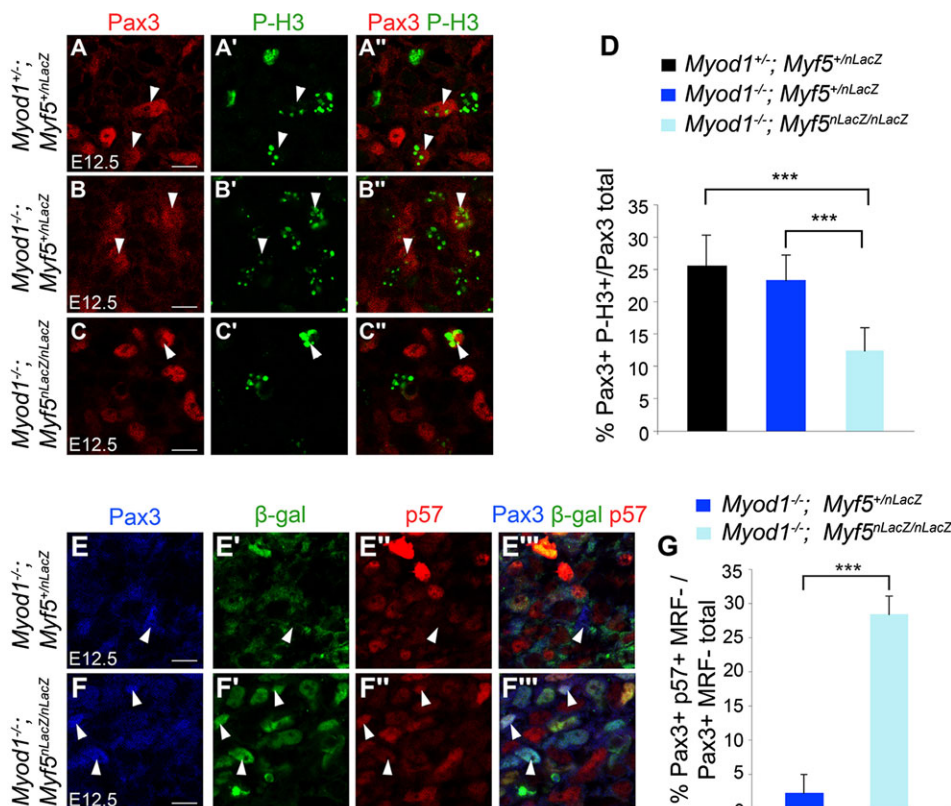 Pax3 P-H3 Pax3 P-H3
Myod1+/-;
Myf5+/nLacZ
A A' A"
E12.5
Myod1-/-;
Myf5+/nLacZ
B B' B"
E12.5
Myod1-/-;
Myf5nLacZ/nLacZ
C C' C"
E12.5
D
Myod1+/-; Myf5+/nLacZ
Myod1-/-; Myf5+/nLacZ
Myod1-/-; Myf5nLacZ/nLacZ
% Pax3+ P-H3+/Pax3 total
***
***
35
30
25
20
15
10
5
0
Pax3 β-gal p57 Pax3 β-gal p57
Myod1-/-;
Myf5+/nLacZ
E E' E" E'"
E12.5
Myod1-/-;
Myf5nLacZ/nLacZ
F F' F" F'"
E12.5
Myod1-/-; Myf5+/nLacZ
Myod1-/-; Myf5nLacZ/nLacZ
G
% Pax3+ p57+ MRF- /
Pax3+ MRF- total
***
35
30
25
20
15
10
5
0